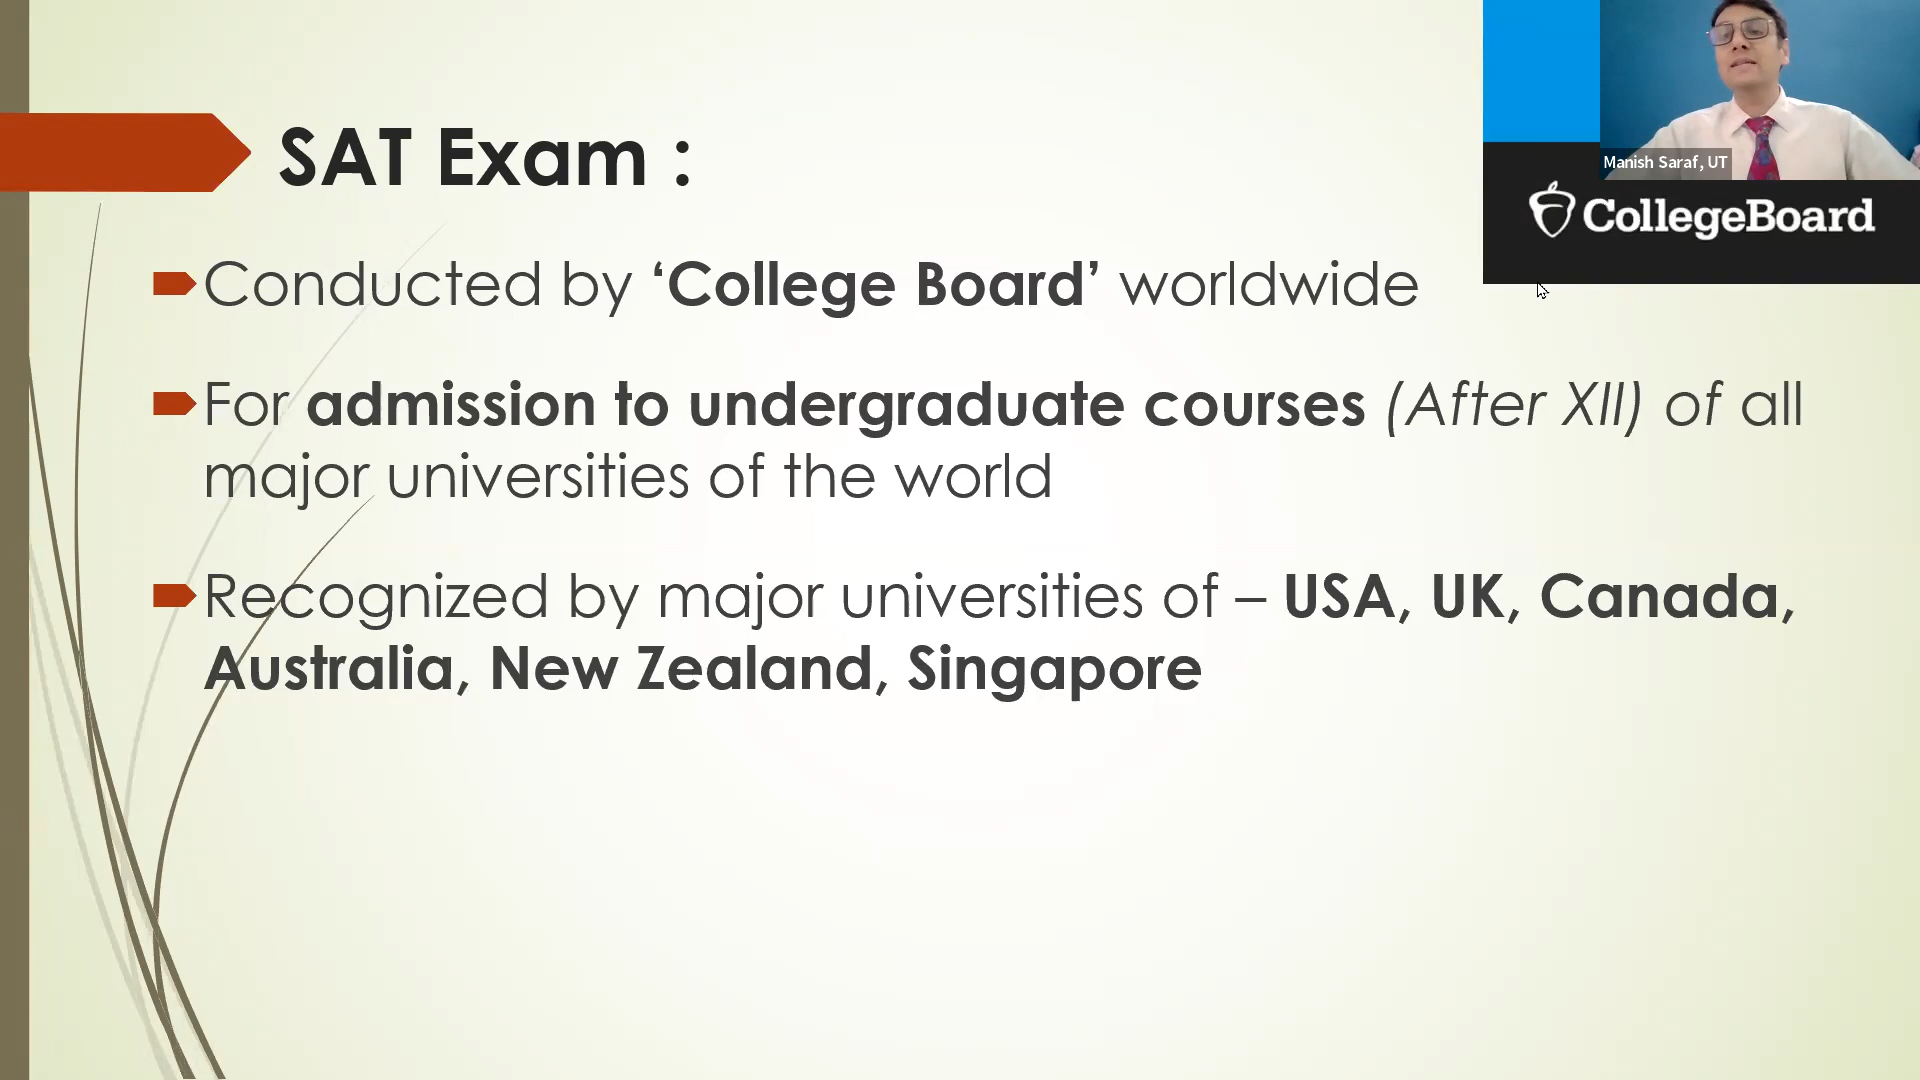 SAT Exam :
Manish Saraf, UT
CollegeBoard
Conducted by ‘College Board’ worldwide
For admission to undergraduate courses (After XII) of all
major universities of the world
Recognized by major universities of – USA, UK, Canada,
Australia, New Zealand, Singapore